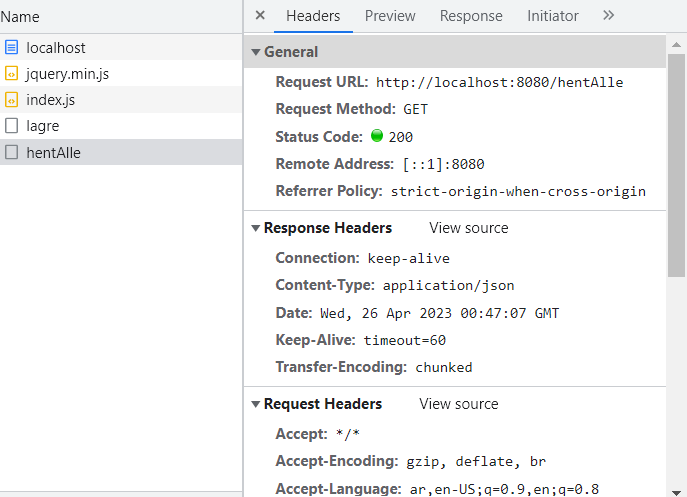 Name
localhost
jquery.min.js
index.js
lagre
hentAlle
Headers Preview Response Initiator
General
Request URL: http://localhost:8080/hentAlle
Request Method: GET
Status Code: 200
Remote Address: [::1]:8080
Referrer Policy: strict-origin-when-cross-origin
Response Headers View source
Connection: keep-alive
Content-Type: application/json
Date: Wed, 26 Apr 2023 00:47:07 GMT
Keep-Alive: timeout=60
Transfer-Encoding: chunked
Request Headers View source
Accept: */*
Accept-Encoding: gzip, deflate, br
Accept-Language: ar,en-US;q=0.9,en;q=0.8